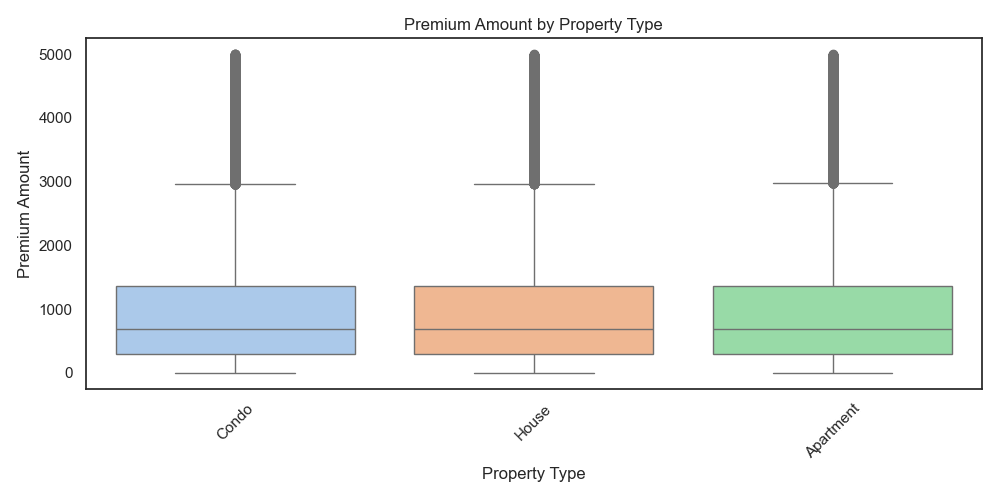 Premium Amount by Property Type
Premium Amount
5000
4000
3000
2000
1000
0
Condo
House
Apartment
Property Type